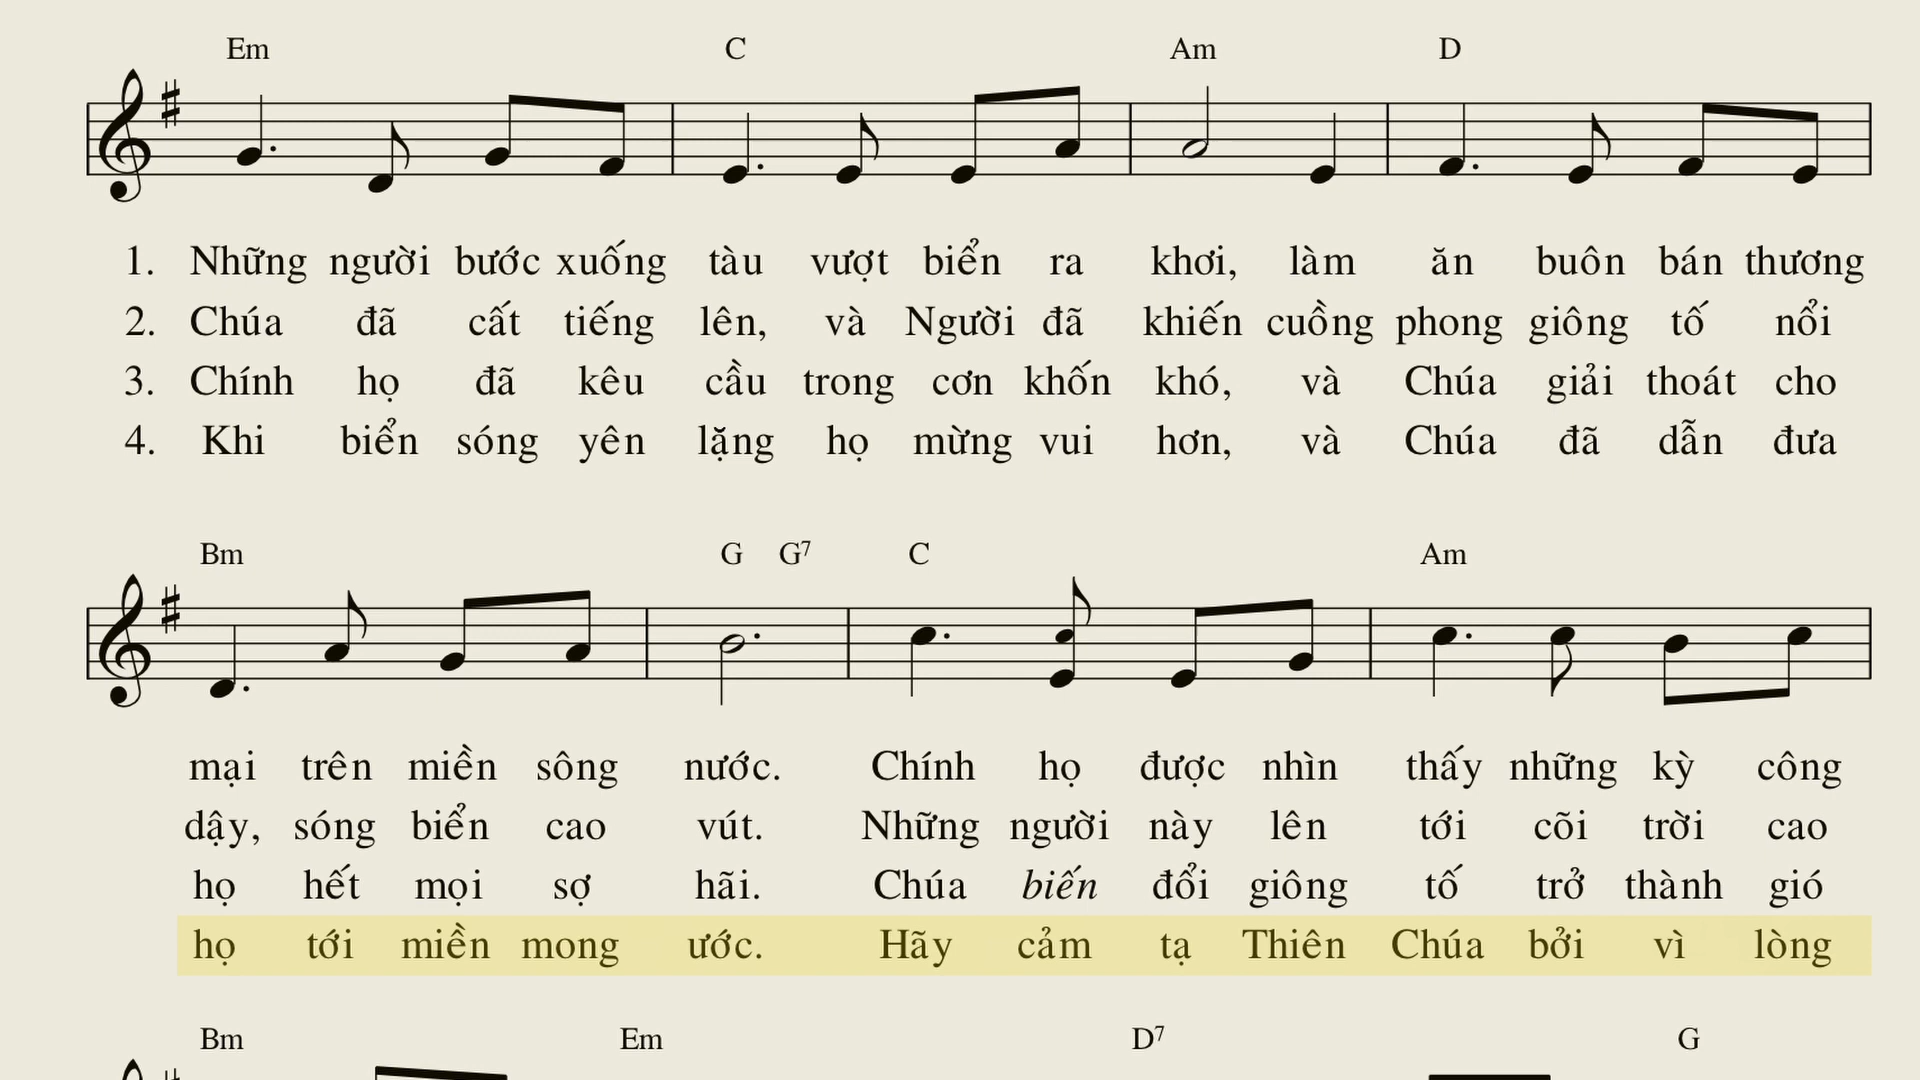 Em C Am D
1. Những người bước xuống tàu vượt biển ra khơi, làm ăn buôn bán thương
2. Chúa đã cất tiếng lên, và Người đã khiến cuồng phong giông tố nổi
3. Chính họ đã kêu cầu trong cơn khốn khó, và Chúa giải thoát cho
4. Khi biển sóng yên lặng họ mừng vui hơn, và Chúa đã dẫn đưa
Bm G G7 C Am
mại trên miền sông nước. Chính họ được nhìn thấy những kỳ công
dậy, sóng biển cao vút. Những người này lên tới cõi trời cao
họ hết mọi sợ hãi. Chúa biến đổi giông tố trở thành gió
họ tới miền mong ước. Hãy cảm tạ Thiên Chúa bởi vì lòng
Bm Em D7 G